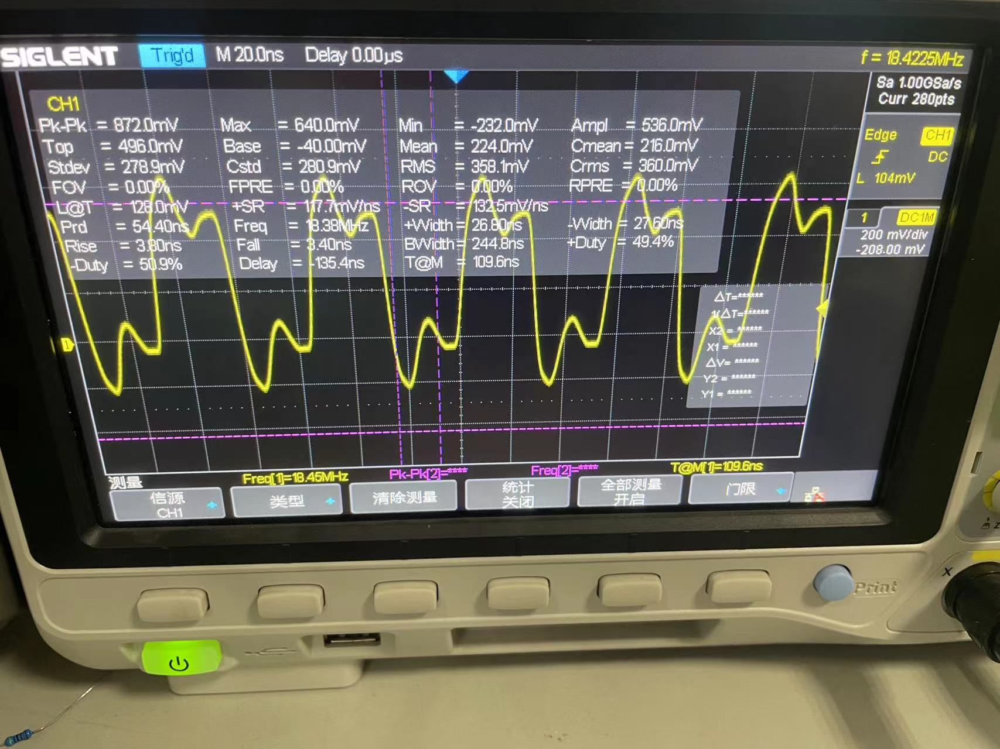 SIGLENT Trig'd M 20.0ns Delay 0.00μs f = 18.4225MHz
Sa 1.00GSa/s
Curr 280pts
CH1
Pk-Pk = 872.0mV Max = 640.0mV Min = -232.0mV Ampl = 536.0mV
Top = 496.0mV Base = -40.00mV Mean = 224.0mV Cmean = 216.0mV
Stdev = 278.9mV Cstd = 280.9mV RMS = 358.1mV Crms = 360.0mV
FOV = 0.00% FPRE = 0.00% ROV = 0.00% RPRE = 0.00%
L@T = 128.0mV +SR = 117.7mV/ns -SR = 132.5mV/ns
Prd = 54.40ns Freq = 18.38MHz +Width = 26.80ns -Width = 27.60ns
Rise = 3.80ns Fall = 3.40ns BWidth = 244.8ns +Duty = 49.4%
-Duty = 50.9% Delay = -135.4ns T@M = 109.6ns
Edge CH1
DC
L 104mV
1 DC1M
200 mV/div
-208.00 mV
1
ΔT=******
1/ΔT=******
X2 = ******
X1 = ******
ΔV= ******
Y2 = ******
Y1 = ******
测量 Freq[1]=18.45MHz Pk-Pk[2]=**** Freq[2]=**** T@M[1]=109.6ns
信源
CH1
类型
清除测量
统计
关闭
全部测量
开启
门限
Print
X